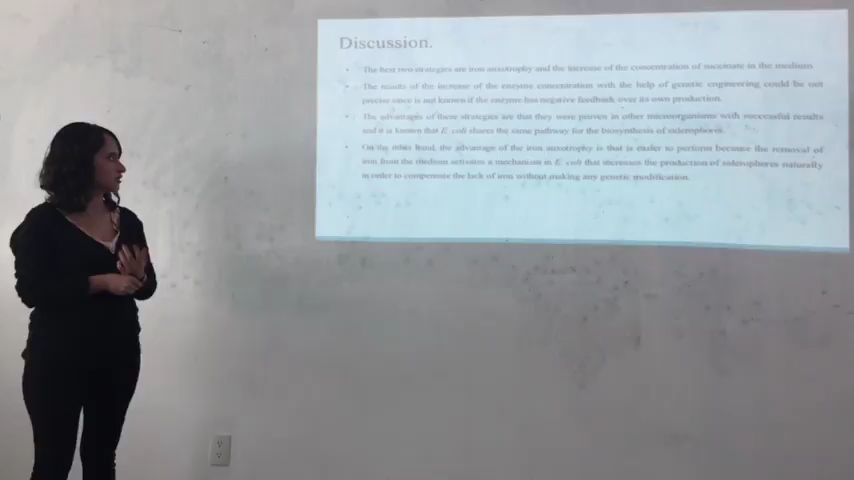 Discussion.
• The best two strategies are iron auxotrophy and the increase of the concentration of succinate in the medium.
• The results of the increase of the enzyme concentration with the help of genetic engineering could be not
precise once is not known if the enzyme has negative feedback over its own production.
• The advantages of these strategies are that they were proven in other microorganisms with successful results
and it is known that E. coli shares the same pathway for the biosynthesis of siderophores.
• On the other hand, the advantage of the iron auxotrophy is that is easier to perform because the removal of
iron from the medium activates a mechanism in E. coli that increases the production of siderophores naturally
in order to compensate the lack of iron without making any genetic modification.